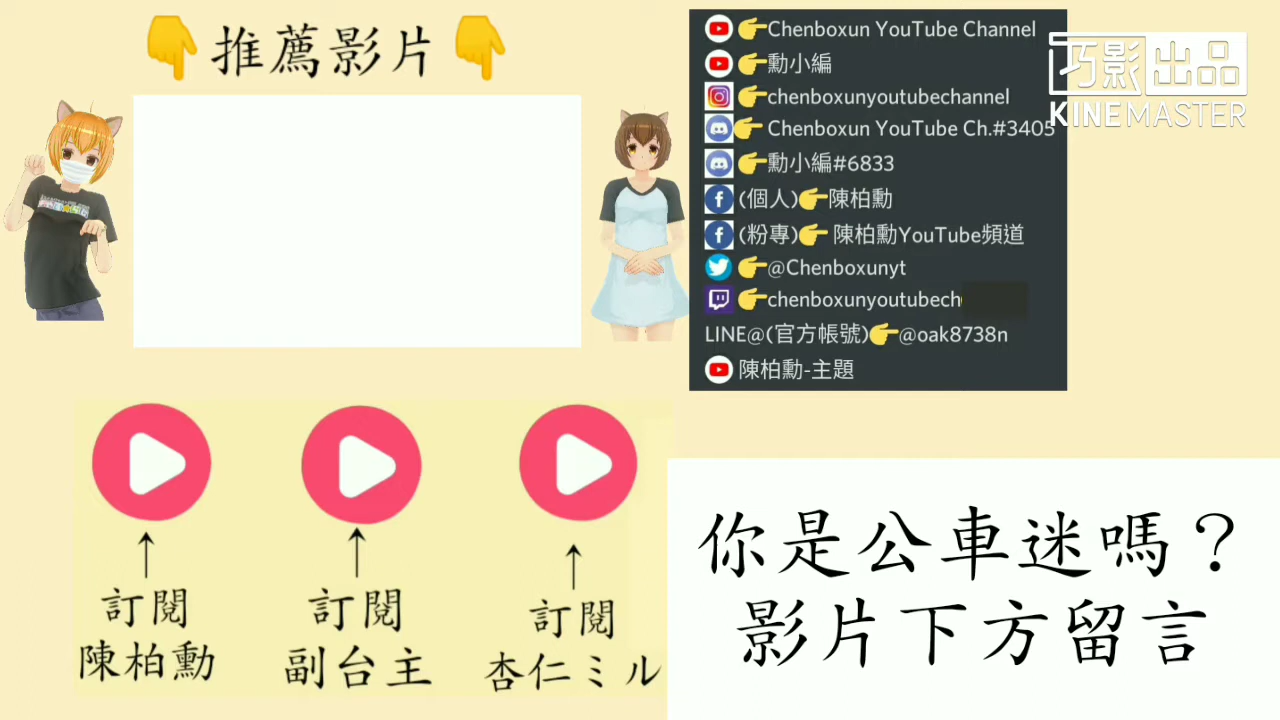 👇推薦影片👇
👉Chenboxun YouTube Channel
👉勳小編
👉chenboxunyoutubechannel
👉 Chenboxun YouTube Ch.#3405
👉勳小編#6833
(個人)👉陳柏勳
(粉專)👉 陳柏勳YouTube頻道
👉@Chenboxunyt
👉chenboxunyoutubech
LINE@(官方帳號)👉@oak8738n
陳柏勳-主題
巧影出品
KINEMASTER
↑
訂閱
陳柏勳
↑
訂閱
副台主
↑
訂閱
杏仁ミル
你是公車迷嗎？
影片下方留言